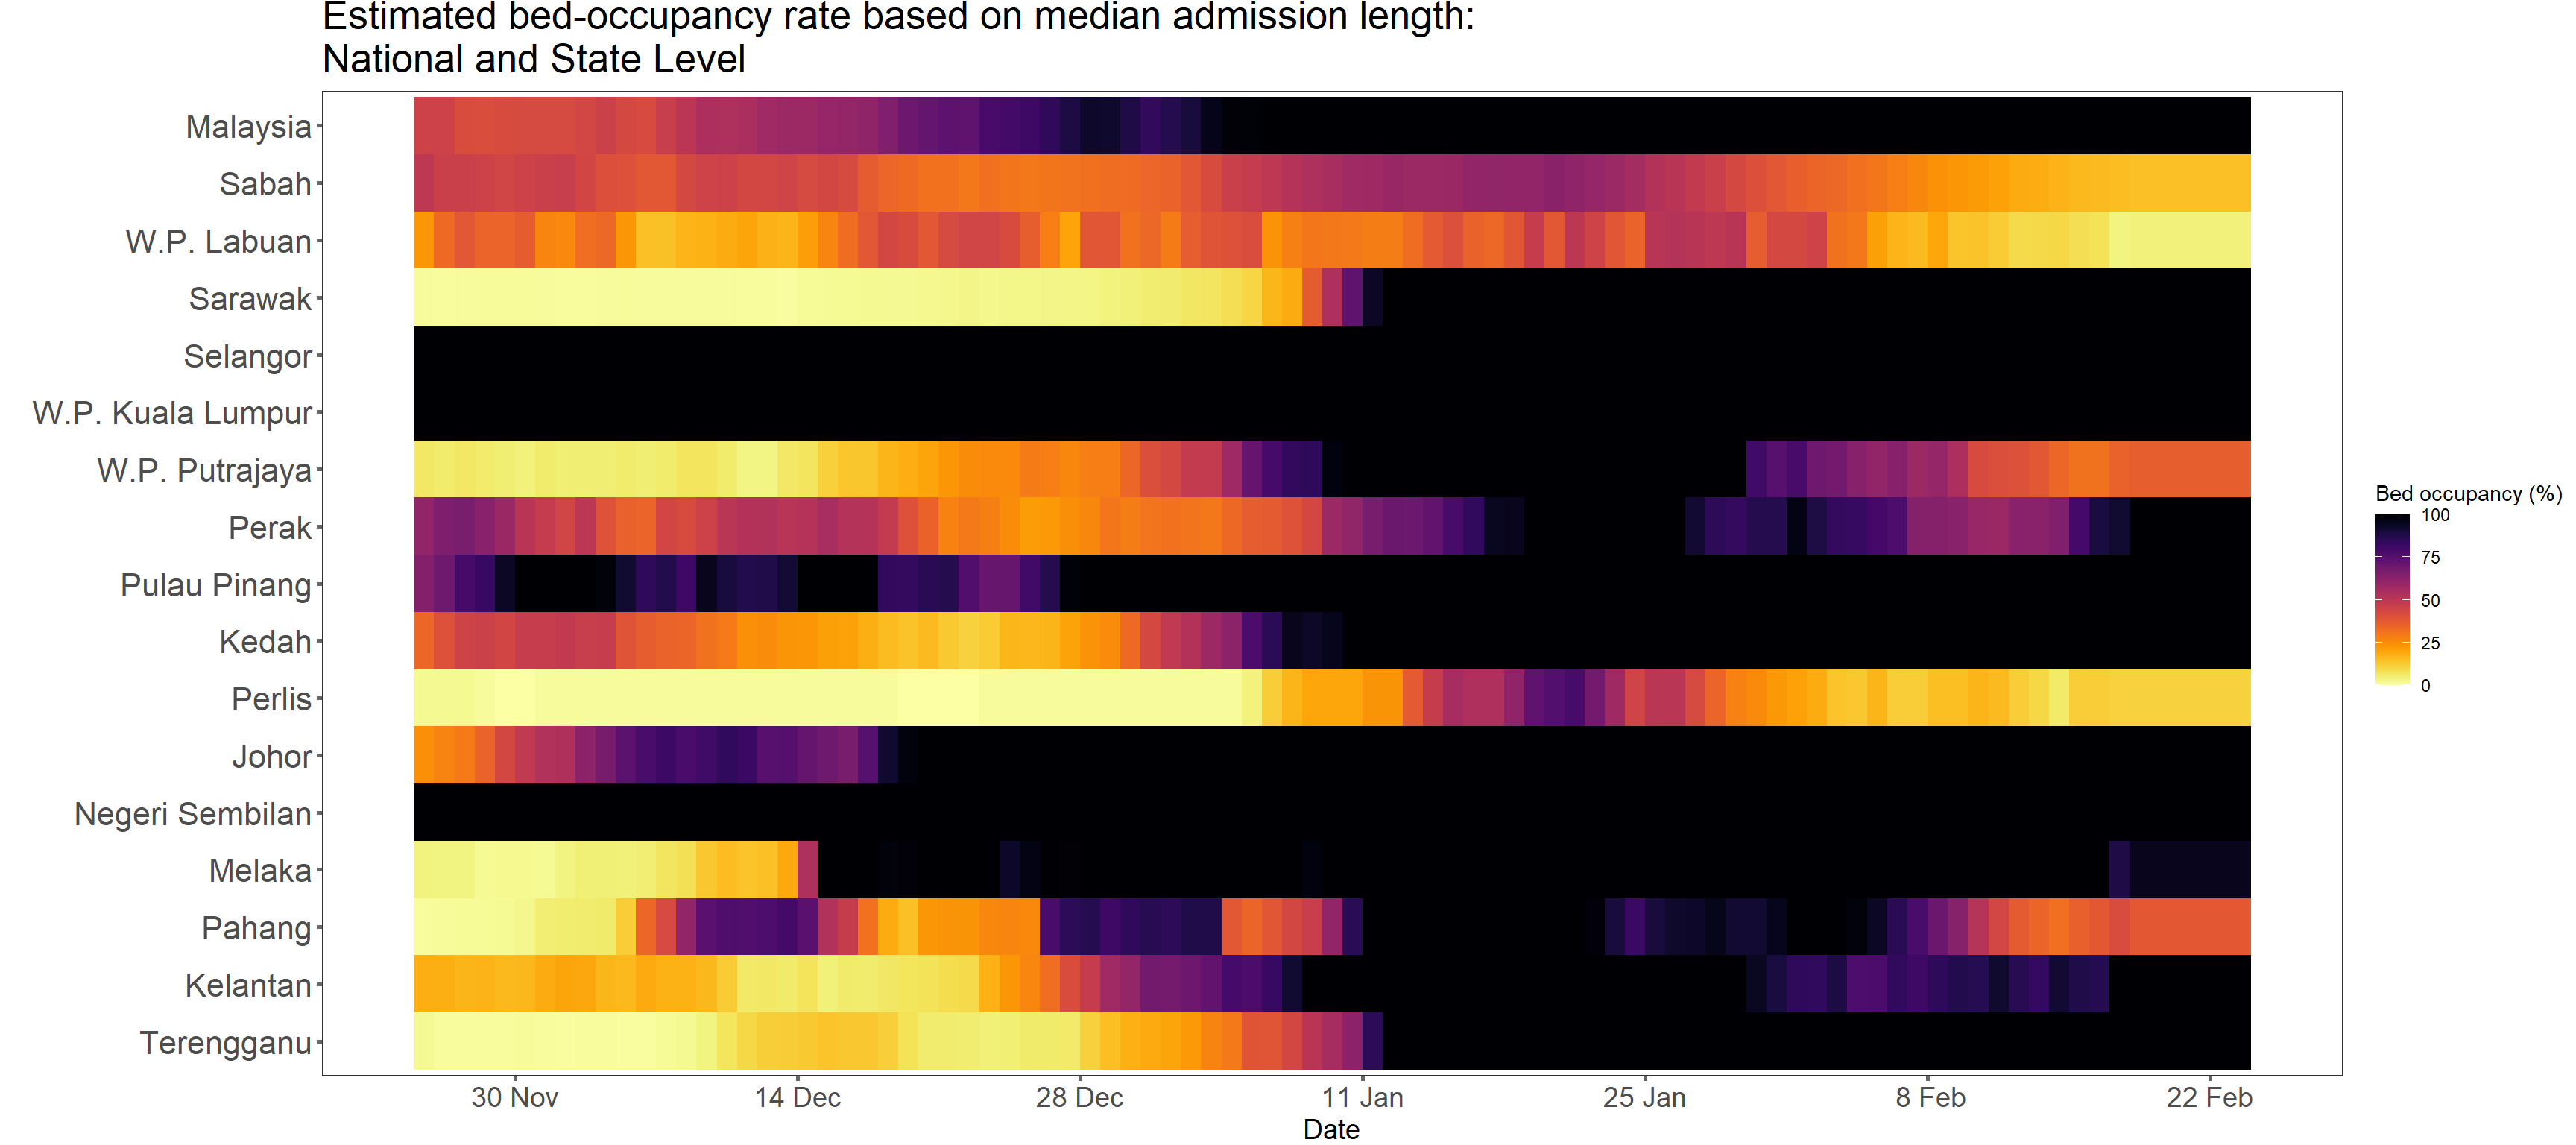 Estimated bed-occupancy rate based on median admission length:
National and State Level
Malaysia
Sabah
W.P. Labuan
Sarawak
Selangor
W.P. Kuala Lumpur
W.P. Putrajaya
Perak
Pulau Pinang
Kedah
Perlis
Johor
Negeri Sembilan
Melaka
Pahang
Kelantan
Terengganu
30 Nov
14 Dec
28 Dec
11 Jan
25 Jan
8 Feb
22 Feb
Date
Bed occupancy (%)
100
75
50
25
0